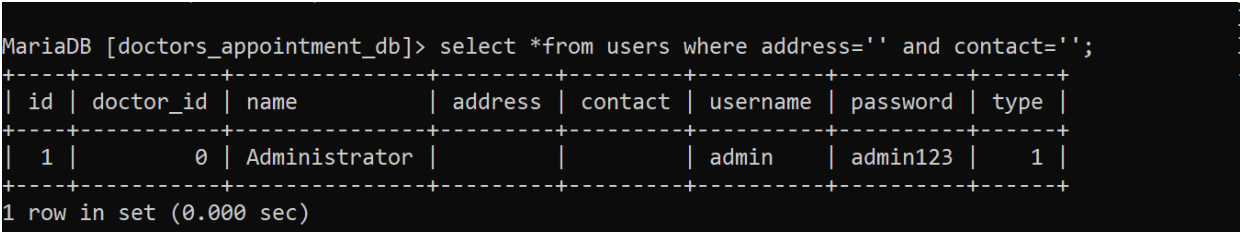 MariaDB [doctors_appointment_db]> select *from users where address='' and contact='';
+----+-----------+---------------+---------+---------+----------+----------+------+
| id | doctor_id | name          | address | contact | username | password | type |
+----+-----------+---------------+---------+---------+----------+----------+------+
|  1 |         0 | Administrator |         |         | admin    | admin123 |    1 |
+----+-----------+---------------+---------+---------+----------+----------+------+
1 row in set (0.000 sec)